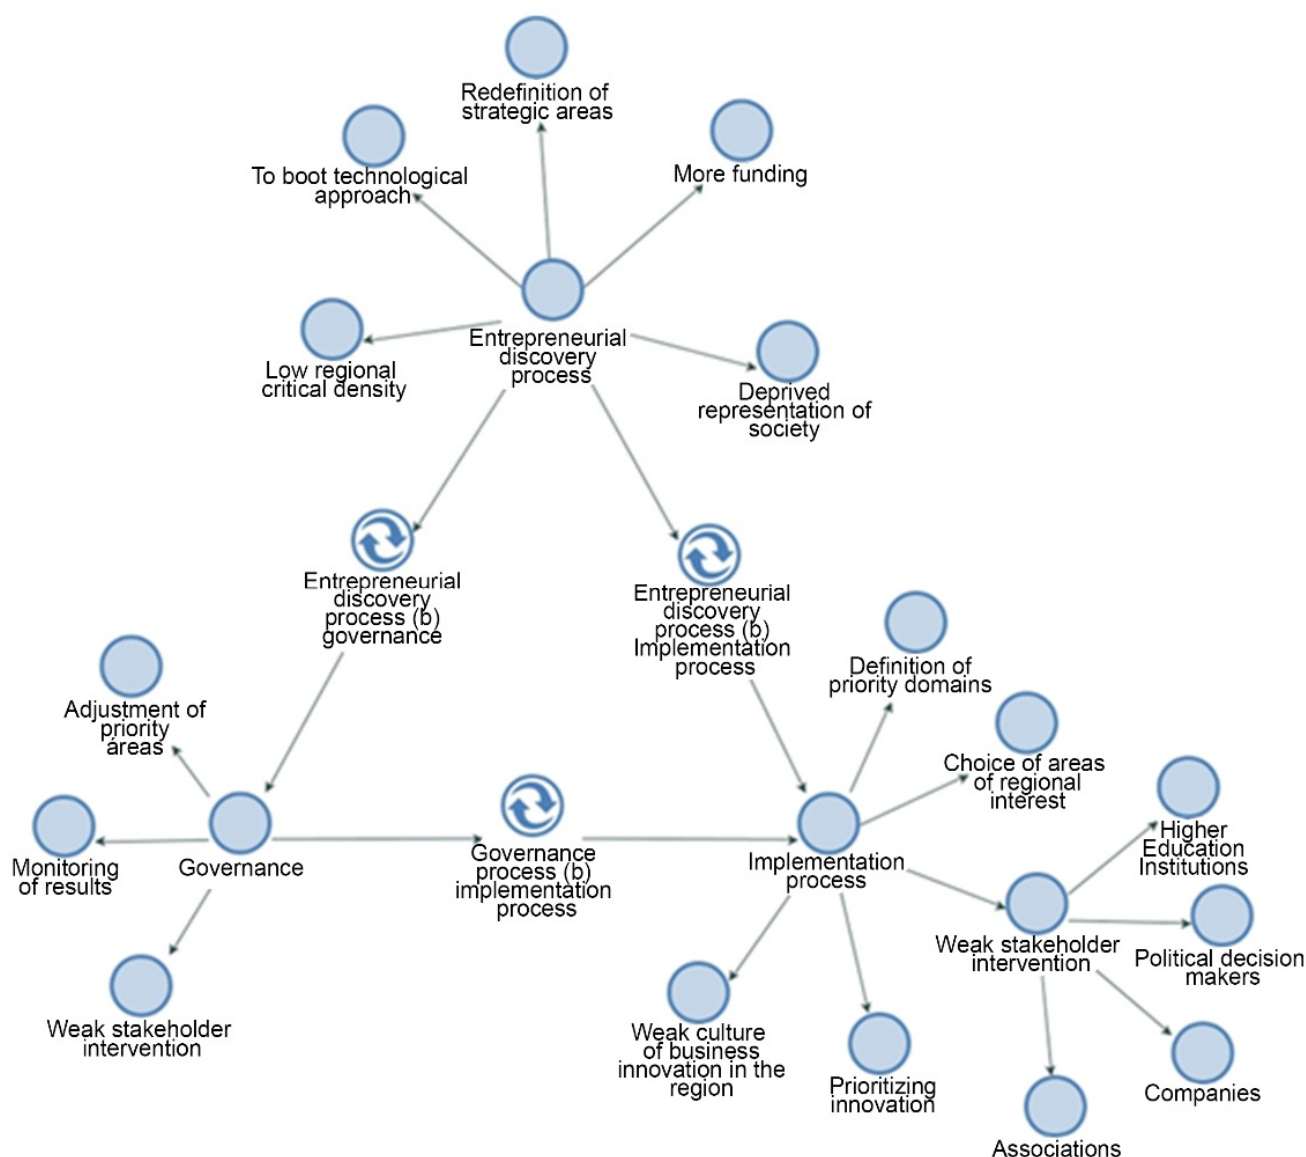 Redefinition of
strategic areas
To boot technological
approach
More funding
Entrepreneurial
discovery
process
Low regional
critical density
Deprived
representation of
society
Entrepreneurial
discovery
process (b)
governance
Entrepreneurial
discovery
process (b)
Implementation
process
Definition of
priority domains
Adjustment of
priority
areas
Choice of areas
of regional
interest
Higher
Education
Institutions
Monitoring
of results
Governance
Governance
process (b)
implementation
process
Implementation
process
Weak stakeholder
intervention
Political decision
makers
Weak stakeholder
intervention
Weak culture
of business
innovation in the
region
Prioritizing
innovation
Companies
Associations